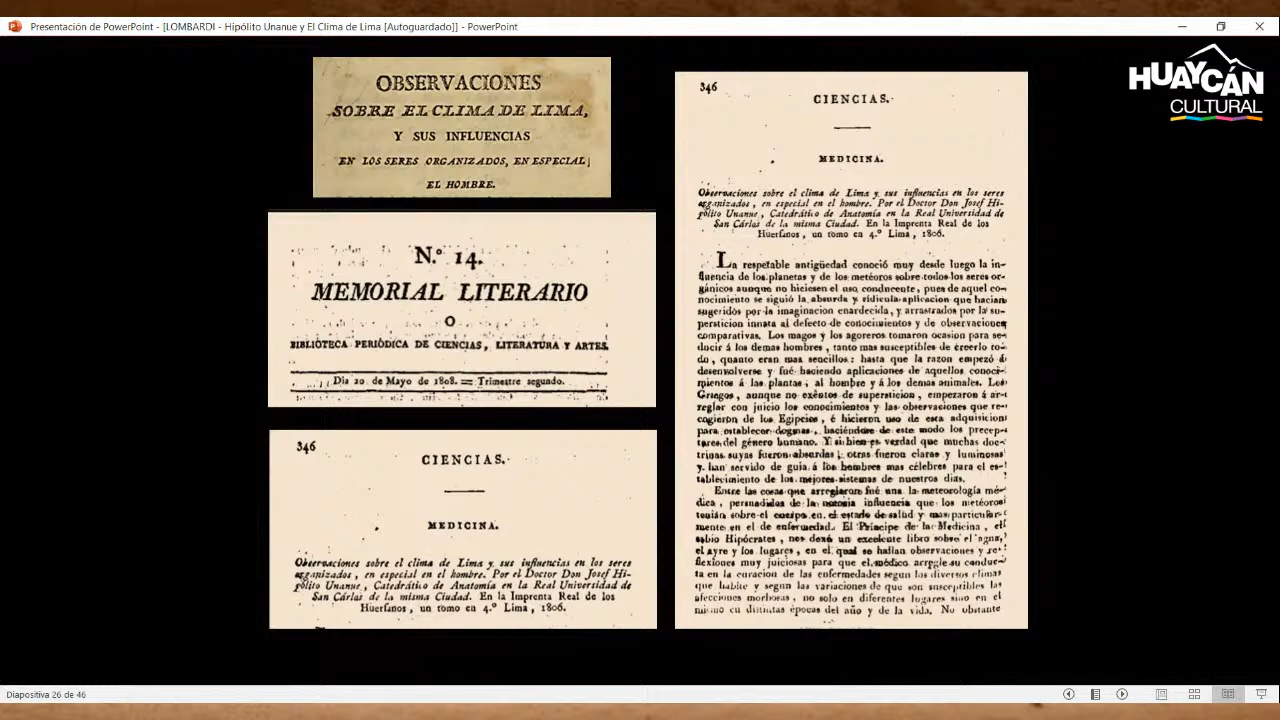 Presentación de PowerPoint - [LOMBARDI - Hipólito Unanue y El Clima de Lima [Autoguardado]] - PowerPoint
HUAYCÁN
CULTURAL
OBSERVACIONES
SOBRE EL CLIMA DE LIMA,
Y SUS INFLUENCIAS
EN LOS SERES ORGANIZADOS, EN ESPECIAL
EL HOMBRE.
N.º 14.
MEMORIAL LITERARIO
O
BIBLIOTECA PERIÓDICA DE CIENCIAS, LITERATURA Y ARTES.
Dia 20 de Mayo de 1808. = Trimestre segundo.
346
CIENCIAS.
MEDICINA.
Observaciones sobre el clima de Lima y sus influencias en los seres
organizados, en especial en el hombre. Por el Doctor Don Josef Hi-
pólito Unanue, Catedrático de Anatomía en la Real Universidad de
San Cárlos de la misma Ciudad. En la Imprenta Real de los
Huerfanos, un tomo en 4.º Lima, 1806.
346
CIENCIAS.
MEDICINA.
Observaciones sobre el clima de Lima y sus influencias en los seres
organizados, en especial en el hombre. Por el Doctor Don Josef Hi-
pólito Unanue, Catedrático de Anatomía en la Real Universidad de
San Cárlos de la misma Ciudad. En la Imprenta Real de los
Huerfanos, un tomo en 4.º Lima, 1806.
La respetable antigüedad conoció muy desde luego la in-
fluencia de los planetas y de los metéoros sobre todos los seres or-
gánicos aunque no hiciesen el uso conducente, pues de aquel co-
nocimiento se siguió la absurda y ridícula aplicacion que hacian
sugeridos por la imaginacion enardecida, y arrastrados por la su-
persticion innata al defecto de conocimientos y de observaciones
comparativas. Los magos y los agoreros tomaron ocasion para se-
ducir á los demas hombres, tanto mas susceptibles de creerlo to-
do, quanto eran mas sencillos: hasta que la razon empezó á
desenvolverse y fué haciendo aplicaciones de aquellos conoci-
mientos á las plantas, al hombre y á los demas animales. Los
Griegos, aunque no exêntos de supersticion, empezaron á ar-
reglar con juicio los conocimientos y las observaciones que re-
cogieron de los Egipcios, é hicieron uso de esta adquisicion
para establecer dogmas, haciéndose de este modo los precep-
tores del género humano. Y si bien es verdad que muchas doc-
trinas suyas fueron absurdas, otras fueron claras y luminosas
y han servido de guia á los hombres mas célebres para el es-
tablecimiento de los mejores sistemas de nuestros dias.
Entre las cosas que arreglaron fué una la meteorología mé-
dica, persuadidos de la notoria influencia que los metéoros
tenian sobre el cuerpo en el estado de salud y mas particular-
mente en el de enfermedad. El Príncipe de la Medicina, el
sabio Hipócrates, nos dexó un excelente libro sobre el agua,
el ayre y los lugares, en el qual se hallan observaciones y re-
flexiones muy juiciosas para que el médico arregle su conduc-
ta en la curacion de las enfermedades segun los diversos climas
que habite y segun las variaciones de que son susceptibles las
afecciones morbosas, no solo en diferentes lugares sino en el
mismo en distintas épocas del año y de la vida. No obstante
Diapositiva 26 de 46